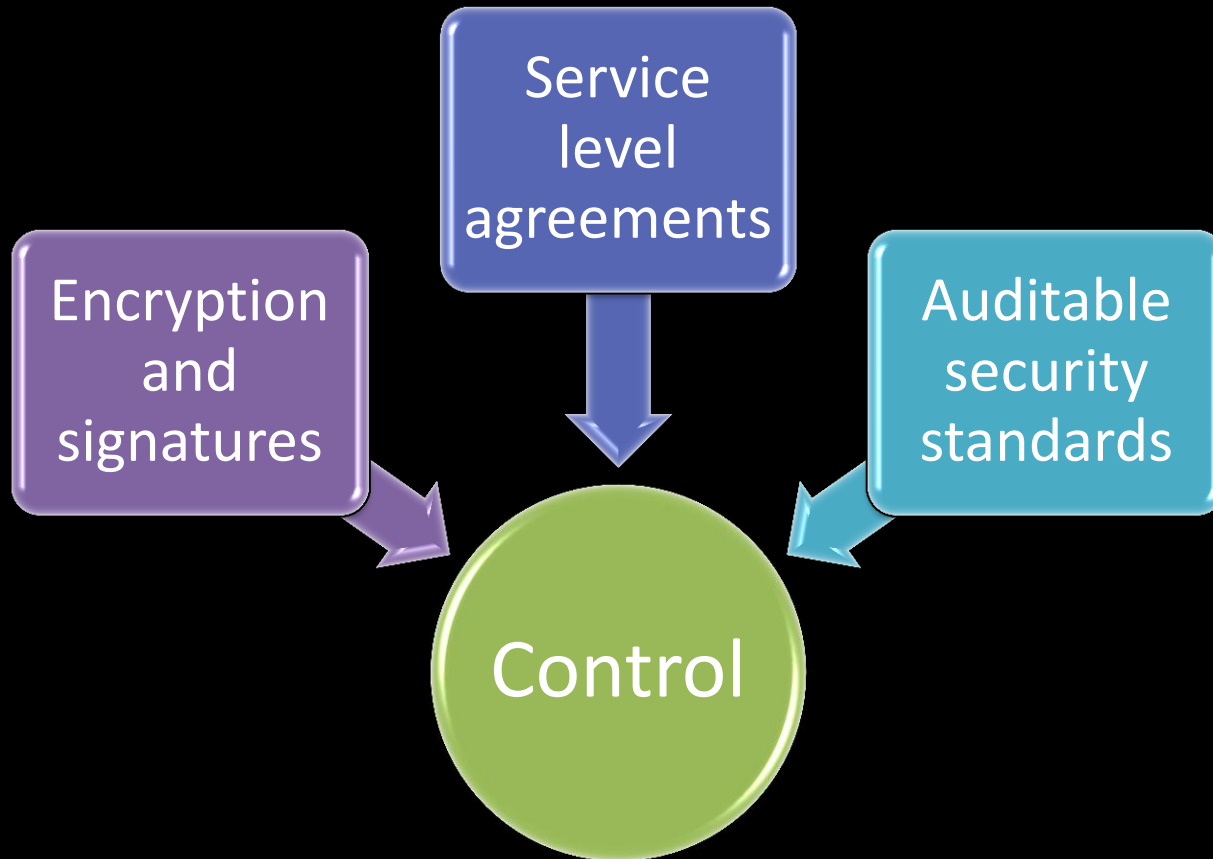 Service
level
agreements
Encryption
and
signatures
Auditable
security
standards
Control